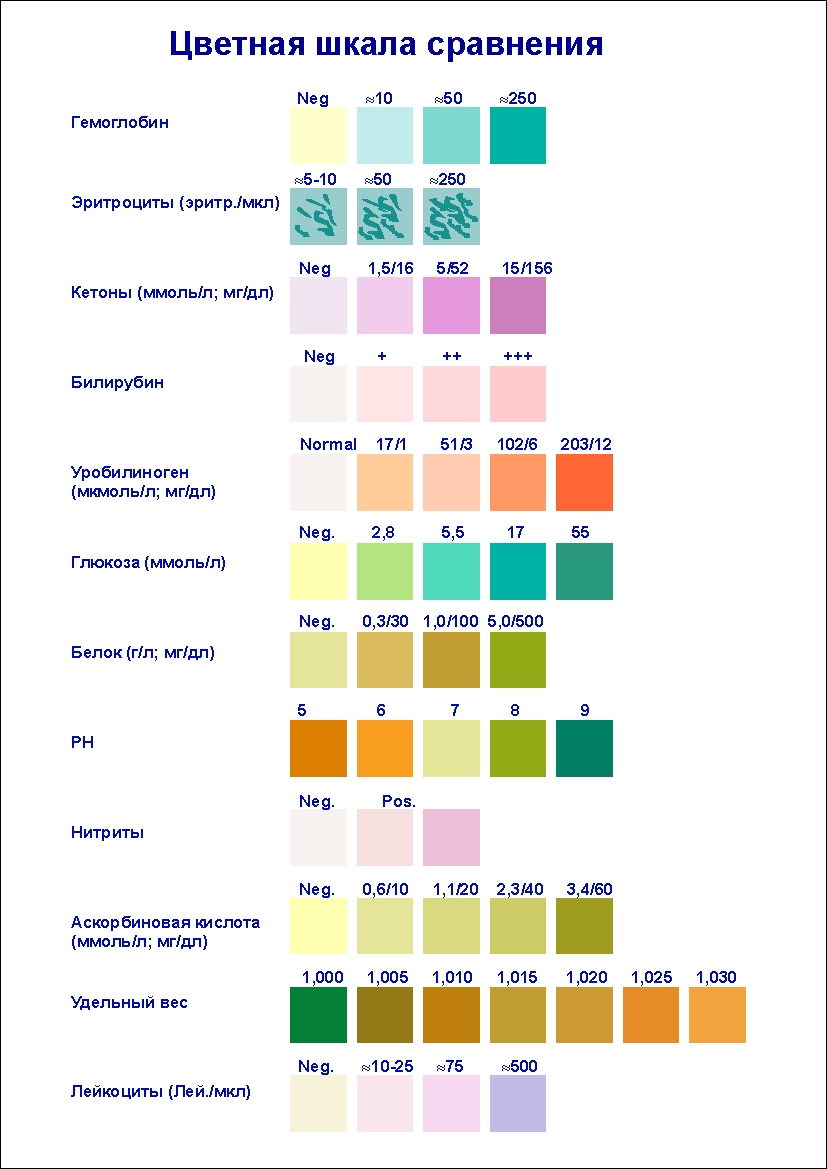 Цветная шкала сравнения
Neg ≈10 ≈50 ≈250
Гемоглобин
≈5-10 ≈50 ≈250
Эритроциты (эритр./мкл)
Neg 1,5/16 5/52 15/156
Кетоны (ммоль/л; мг/дл)
Neg + ++ +++
Билирубин
Normal 17/1 51/3 102/6 203/12
Уробилиноген
(мкмоль/л; мг/дл)
Neg. 2,8 5,5 17 55
Глюкоза (ммоль/л)
Neg. 0,3/30 1,0/100 5,0/500
Белок (г/л; мг/дл)
5 6 7 8 9
РН
Neg. Pos.
Нитриты
Neg. 0,6/10 1,1/20 2,3/40 3,4/60
Аскорбиновая кислота
(ммоль/л; мг/дл)
1,000 1,005 1,010 1,015 1,020 1,025 1,030
Удельный вес
Neg. ≈10-25 ≈75 ≈500
Лейкоциты (Лей./мкл)